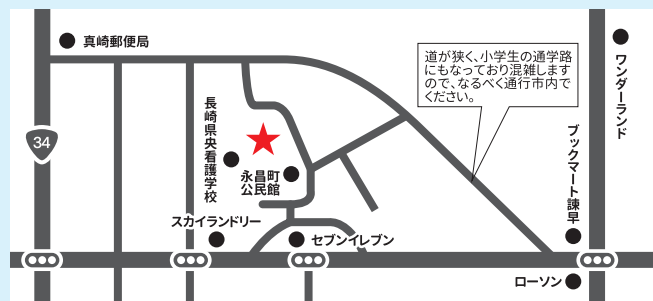 真崎郵便局
ワンダーランド
道が狭く、小学生の通学路
にもなっており混雑します
ので、なるべく通行市内で
ください。
34
長崎県央看護学校
永昌町
公民館
ブックマート諫早
スカイランドリー
セブンイレブン
ローソン